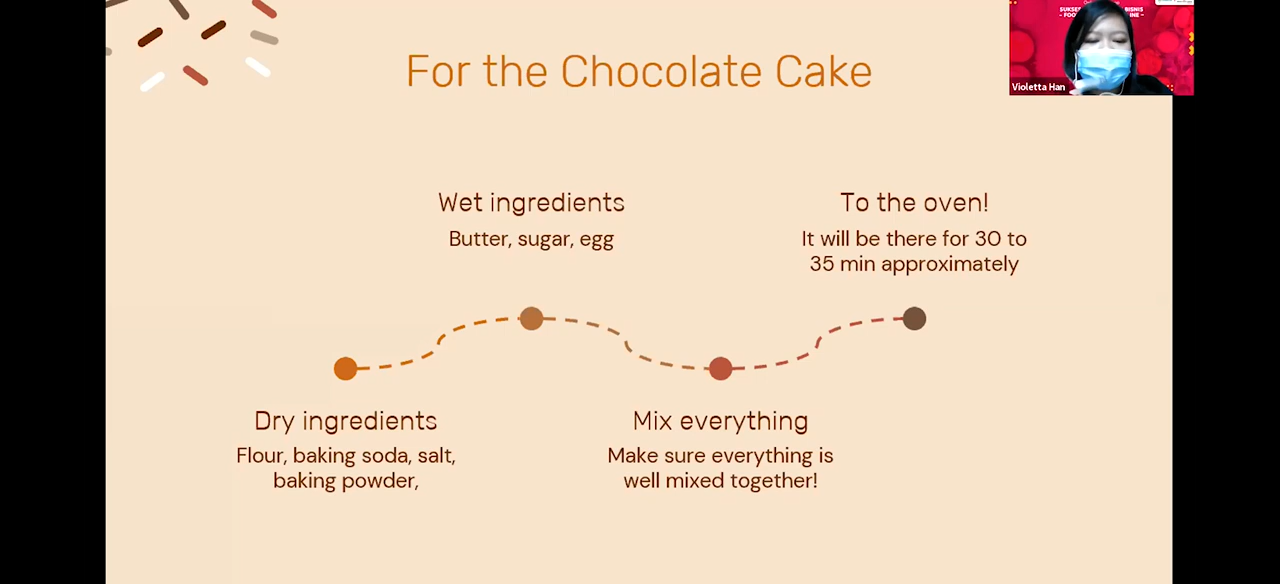 For the Chocolate Cake
Violetta Han
Wet ingredients
Butter, sugar, egg
To the oven!
It will be there for 30 to
35 min approximately
Dry ingredients
Flour, baking soda, salt,
baking powder,
Mix everything
Make sure everything is
well mixed together!